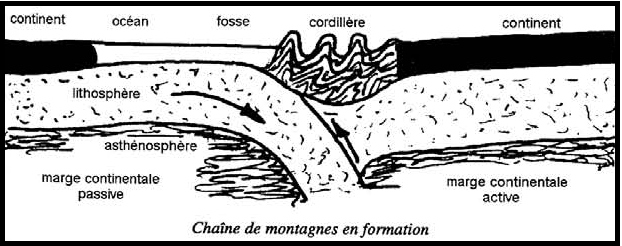 continent océan fosse cordillère continent
lithosphère
asthénosphère
marge continentale
passive
marge continentale
active
Chaîne de montagnes en formation